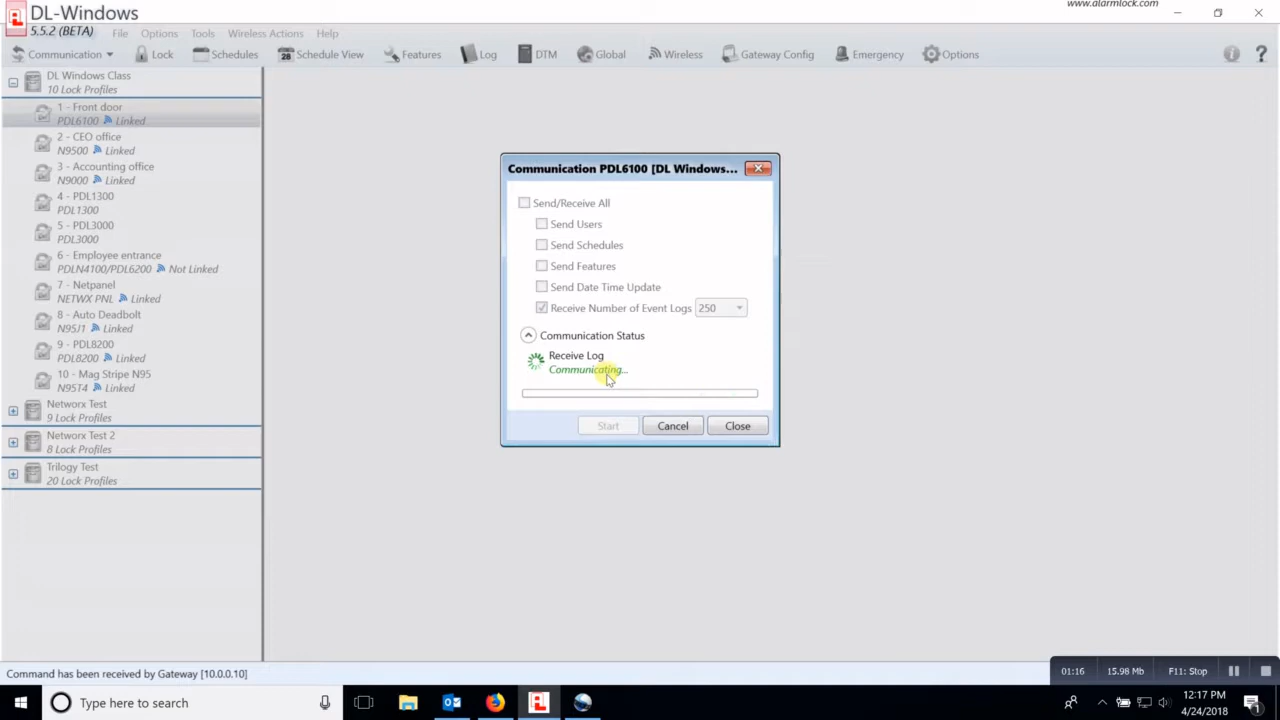 DL-Windows
www.alarmlock.com
5.5.2 (BETA)
File Options Tools Wireless Actions Help
Communication Lock Schedules 28 Schedule View Features Log DTM Global Wireless Gateway Config Emergency Options
DL Windows Class
10 Lock Profiles
1 - Front door
PDL6100 Linked
2 - CEO office
N9500 Linked
3 - Accounting office
N9000 Linked
4 - PDL1300
PDL1300
5 - PDL3000
PDL3000
6 - Employee entrance
PDLN4100/PDL6200 Not Linked
7 - Netpanel
NETWX PNL Linked
8 - Auto Deadbolt
N95J1 Linked
9 - PDL8200
PDL8200 Linked
10 - Mag Stripe N95
N95T4 Linked
Networx Test
9 Lock Profiles
Networx Test 2
8 Lock Profiles
Trilogy Test
20 Lock Profiles
Communication PDL6100 [DL Windows...
Send/Receive All
Send Users
Send Schedules
Send Features
Send Date Time Update
Receive Number of Event Logs 250
Communication Status
Receive Log
Communicating...
Start Cancel Close
Command has been received by Gateway [10.0.0.10]
01:16 15.98 Mb F11: Stop
Type here to search
12:17 PM
4/24/2018
1